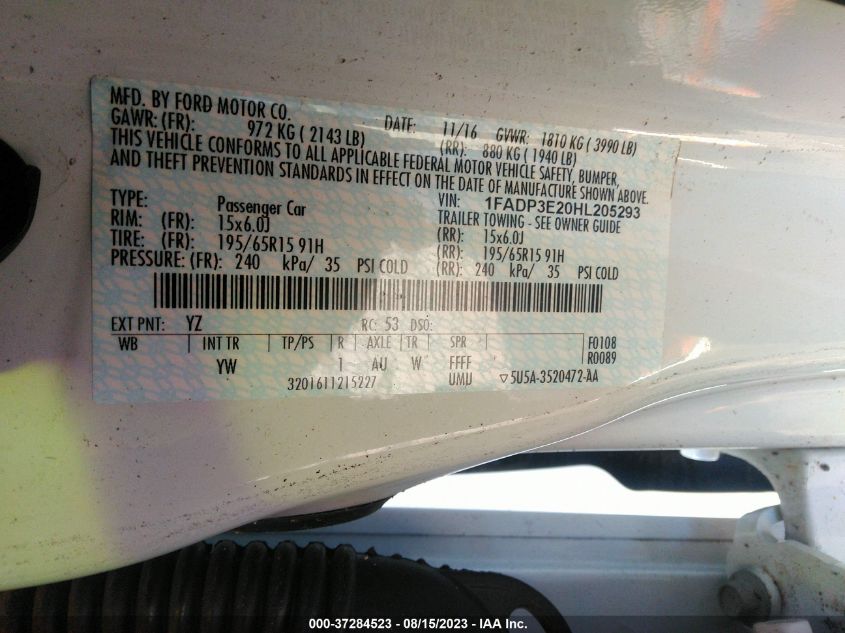 MFD. BY FORD MOTOR CO.
DATE: 11/16 GVWR: 1810 KG ( 3990 LB)
GAWR: (FR): 972 KG ( 2143 LB) (RR): 880 KG ( 1940 LB)
THIS VEHICLE CONFORMS TO ALL APPLICABLE FEDERAL MOTOR VEHICLE SAFETY, BUMPER,
AND THEFT PREVENTION STANDARDS IN EFFECT ON THE DATE OF MANUFACTURE SHOWN ABOVE.
VIN: 1FADP3E20HL205293
TYPE: Passenger Car TRAILER TOWING - SEE OWNER GUIDE
RIM: (FR): 15x6.0J (RR): 15x6.0J
TIRE: (FR): 195/65R15 91H (RR): 195/65R15 91H
PRESSURE: (FR): 240 kPa/ 35 PSI COLD (RR): 240 kPa/ 35 PSI COLD
EXT PNT: YZ RC: 53 DSO:
WB INT TR TP/PS R AXLE TR SPR F0108
R0089
YW 1 AU W FFFF
3201611215227 UMIJ ▽5U5A-3520472-AA
000-37284523 - 08/15/2023 - IAA Inc.